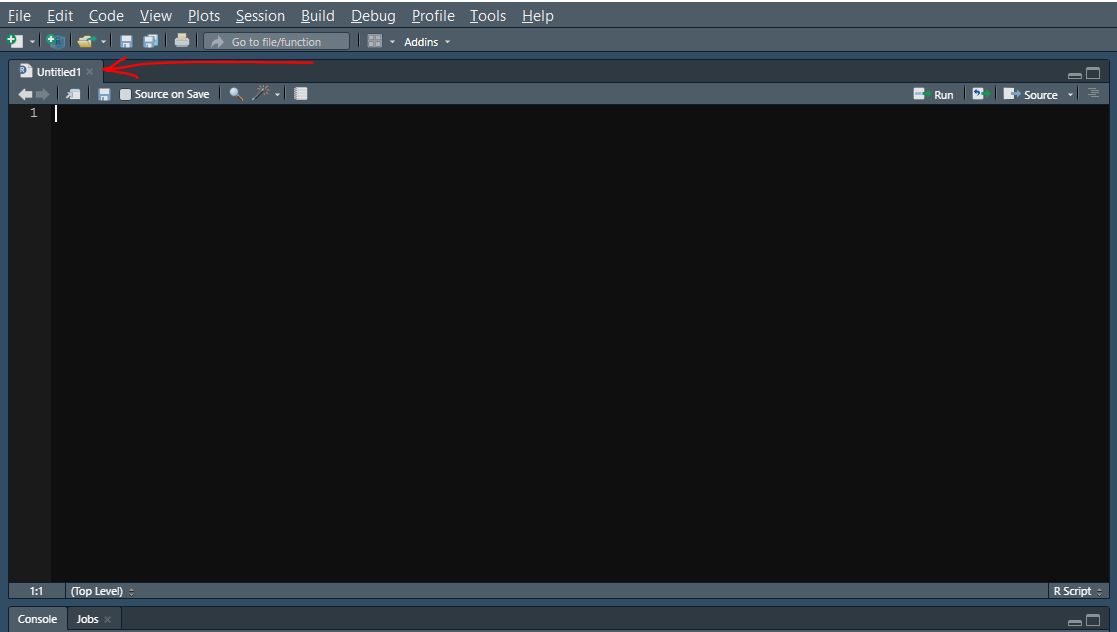 File Edit Code View Plots Session Build Debug Profile Tools Help
Go to file/function Addins
Untitled1
Source on Save Run Source
1
1:1 (Top Level) R Script
Console Jobs